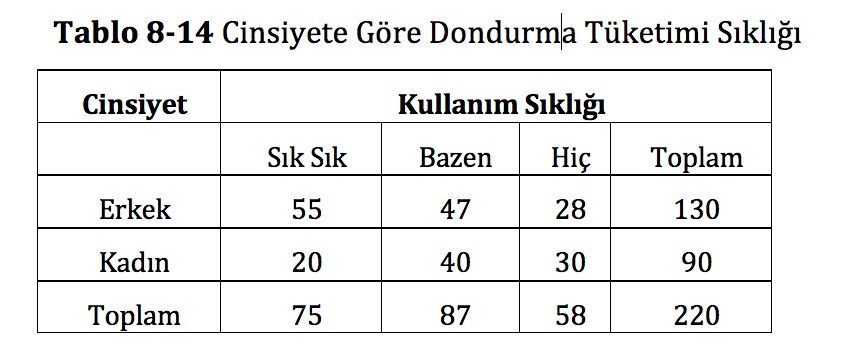 Tablo 8-14 Cinsiyete Göre Dondurma Tüketimi Sıklığı
Cinsiyet Kullanım Sıklığı
Sık Sık Bazen Hiç Toplam
Erkek 55 47 28 130
Kadın 20 40 30 90
Toplam 75 87 58 220